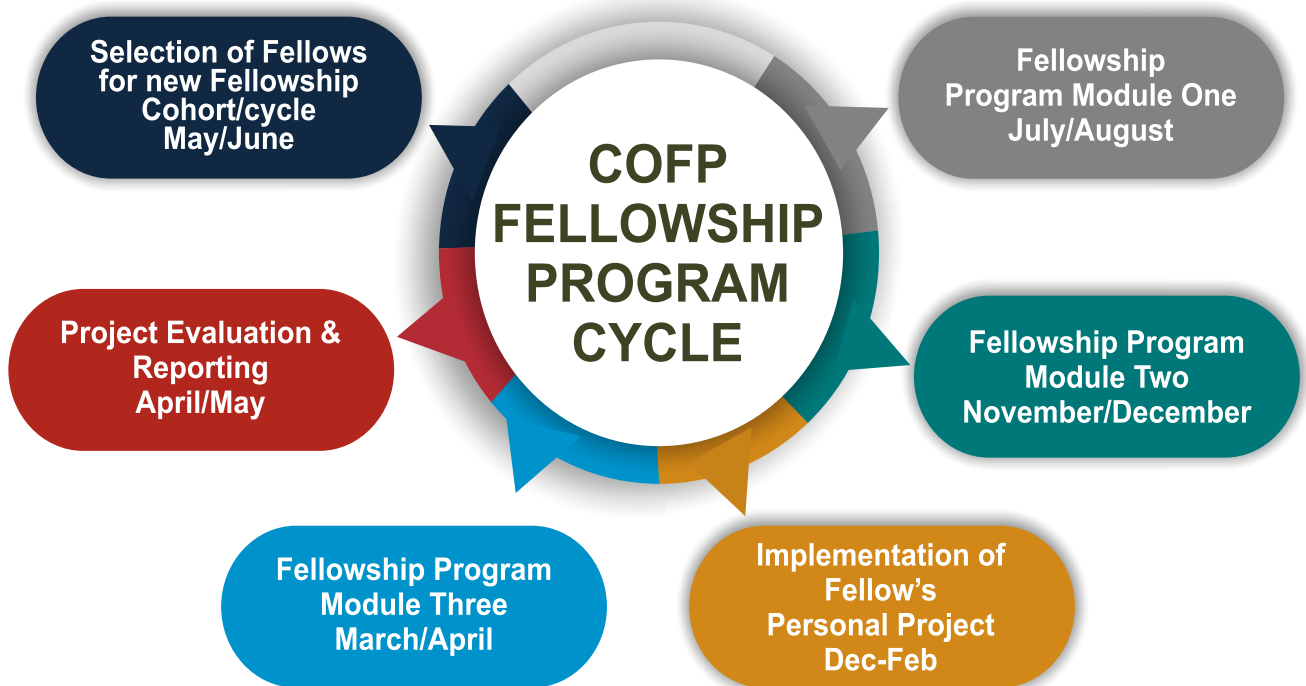 COFP
FELLOWSHIP
PROGRAM
CYCLE
Selection of Fellows
for new Fellowship
Cohort/cycle
May/June
Fellowship
Program Module One
July/August
Fellowship Program
Module Two
November/December
Implementation of
Fellow’s
Personal Project
Dec-Feb
Fellowship Program
Module Three
March/April
Project Evaluation &
Reporting
April/May